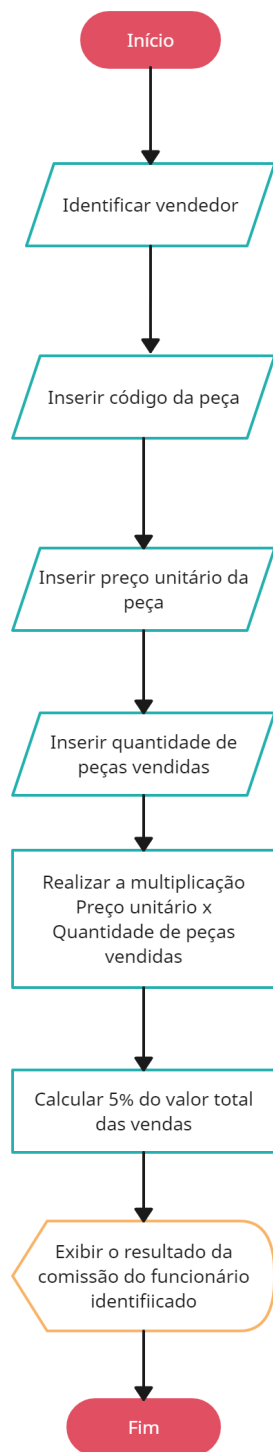 Início
Identificar vendedor
Inserir código da peça
Inserir preço unitário da
peça
Inserir quantidade de
peças vendidas
Realizar a multiplicação
Preço unitário x
Quantidade de peças
vendidas
Calcular 5% do valor total
das vendas
Exibir o resultado da
comissão do funcionário
identifiicado
Fim